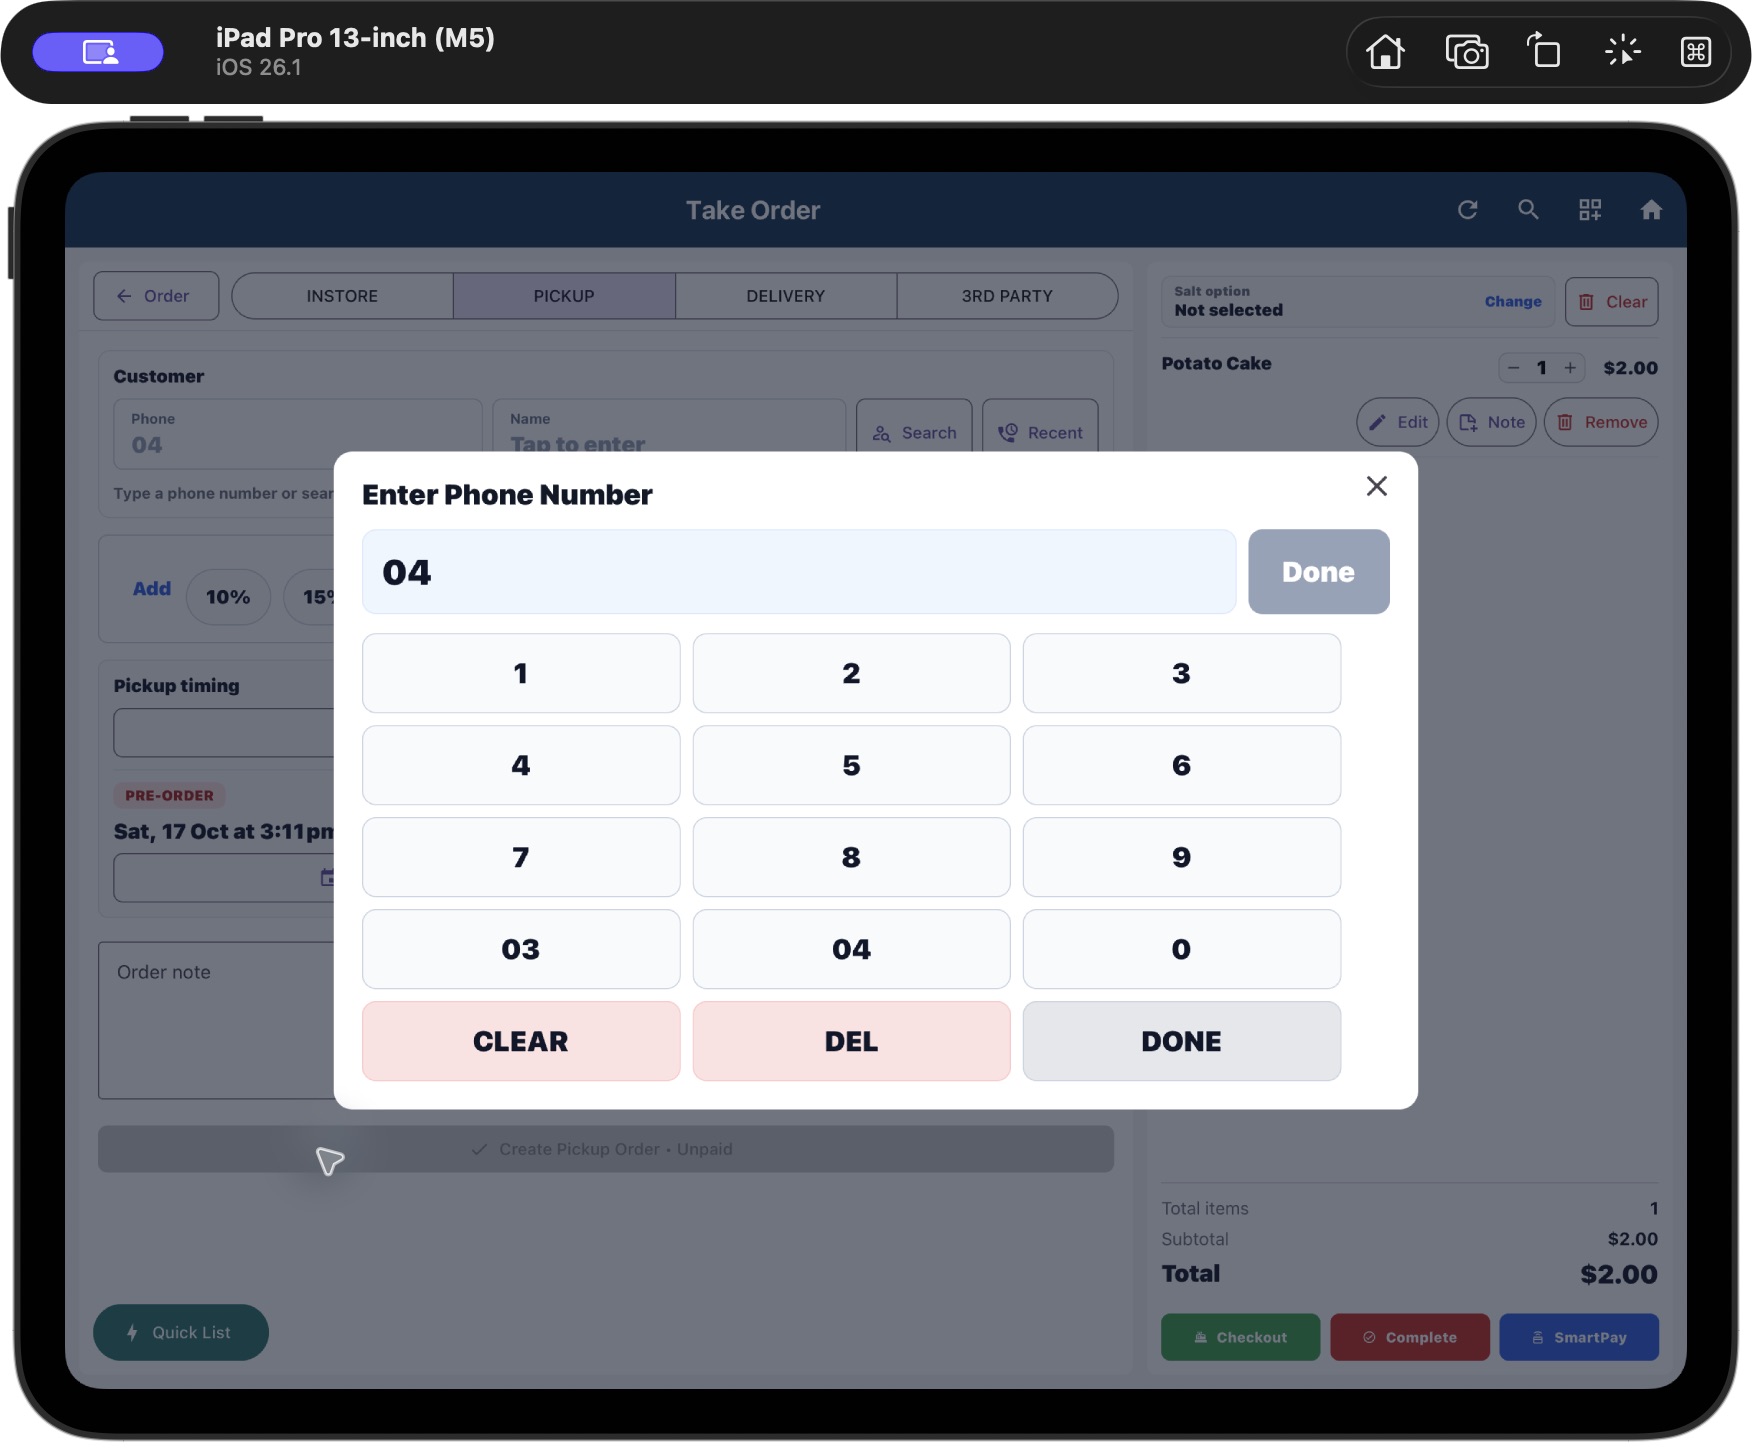 iPad Pro 13-inch (M5)
iOS 26.1
Take Order
Order
INSTORE
PICKUP
DELIVERY
3RD PARTY
Salt option
Not selected
Change
Clear
Customer
Phone
04
Name
Tap to enter
Search
Recent
Potato Cake
1
$2.00
Edit
Note
Remove
Type a phone number or sear
Enter Phone Number
04
Done
Add
10%
15%
1
2
3
4
5
6
7
8
9
03
04
0
CLEAR
DEL
DONE
Pickup timing
PRE-ORDER
Sat, 17 Oct at 3:11pm
Order note
Create Pickup Order • Unpaid
Total items
1
Subtotal
$2.00
Total
$2.00
Quick List
Checkout
Complete
SmartPay